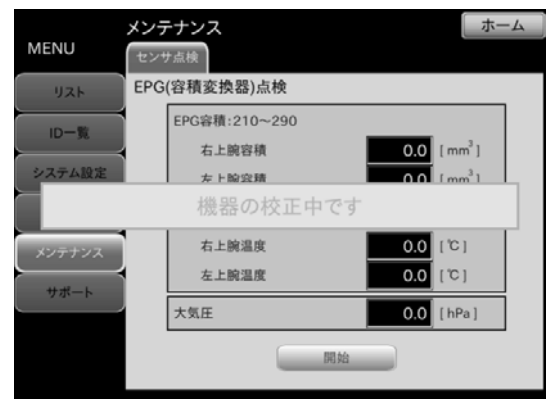 メンテナンス
ホーム
MENU
センサ点検
リスト
EPG(容積変換器)点検
EPG容積:210～290
ID一覧
右上腕容積 0.0 [mm³]
システム設定
左上腕容積 0.0 [mm³]
機器の校正中です
メンテナンス
右上腕温度 0.0 [℃]
左上腕温度 0.0 [℃]
サポート
大気圧 0.0 [hPa]
開始